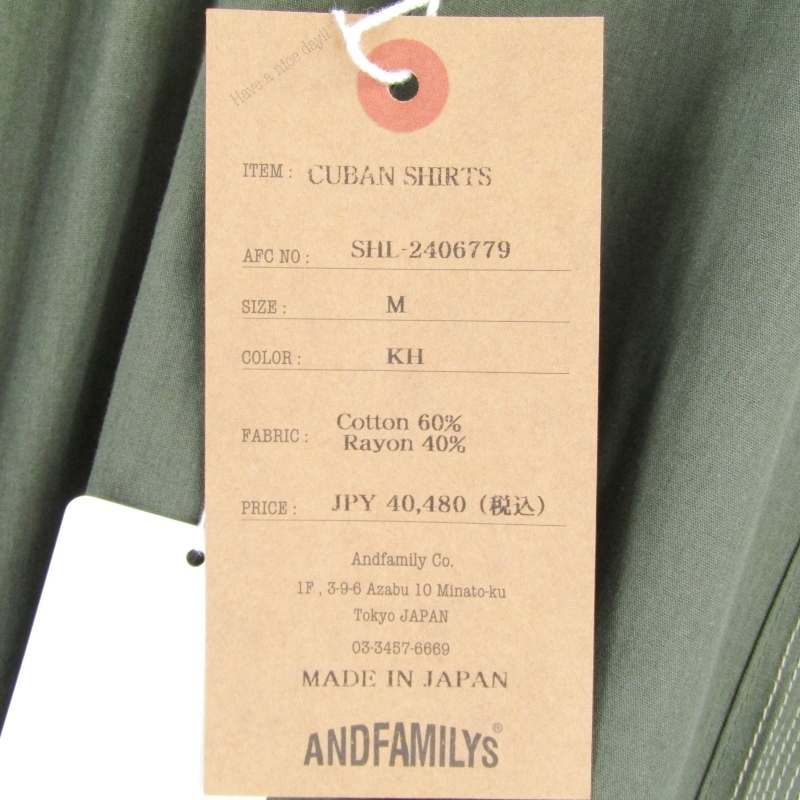 Have a nice day!!
ITEM : CUBAN SHIRTS
AFC NO : SHL-2406779
SIZE : M
COLOR : KH
FABRIC : Cotton 60%
Rayon 40%
PRICE : JPY 40,480 (税込)
Andfamily Co.
1F , 3-9-6 Azabu 10 Minato-ku
Tokyo JAPAN
03-3457-6669
MADE IN JAPAN
ANDFAMILYS®